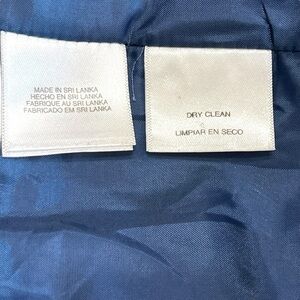 MADE IN SRI LANKA
HECHO EN SRI LANKA
FABRIQUE AU SRI LANKA
FABRICADO EM SRI LANKA
DRY CLEAN
LIMPIAR EN SECO